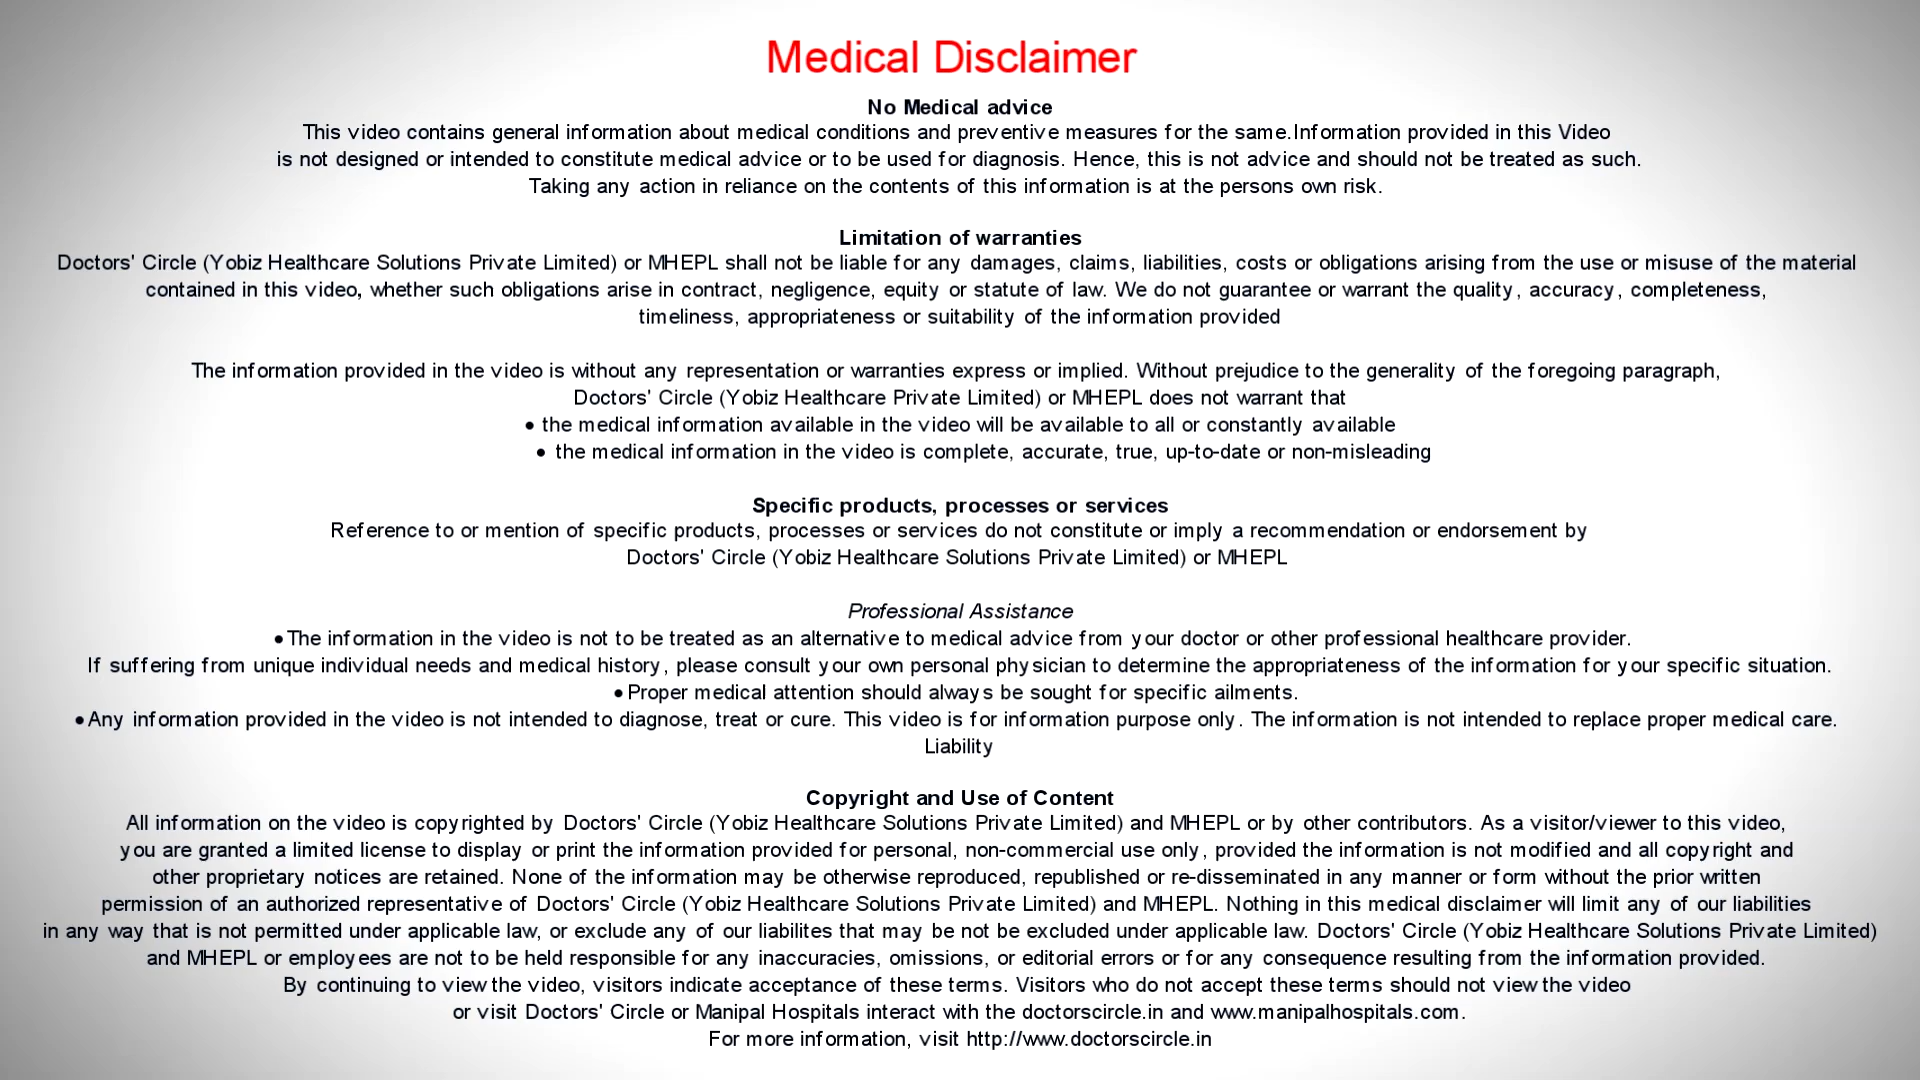 Medical Disclaimer
No Medical advice
This video contains general information about medical conditions and preventive measures for the same.Information provided in this Video
is not designed or intended to constitute medical advice or to be used for diagnosis. Hence, this is not advice and should not be treated as such.
Taking any action in reliance on the contents of this information is at the persons own risk.
Limitation of warranties
Doctors' Circle (Yobiz Healthcare Solutions Private Limited) or MHEPL shall not be liable for any damages, claims, liabilities, costs or obligations arising from the use or misuse of the material
contained in this video, whether such obligations arise in contract, negligence, equity or statute of law. We do not guarantee or warrant the quality, accuracy, completeness,
timeliness, appropriateness or suitability of the information provided
The information provided in the video is without any representation or warranties express or implied. Without prejudice to the generality of the foregoing paragraph,
Doctors' Circle (Yobiz Healthcare Private Limited) or MHEPL does not warrant that
• the medical information available in the video will be available to all or constantly available
• the medical information in the video is complete, accurate, true, up-to-date or non-misleading
Specific products, processes or services
Reference to or mention of specific products, processes or services do not constitute or imply a recommendation or endorsement by
Doctors' Circle (Yobiz Healthcare Solutions Private Limited) or MHEPL
Professional Assistance
•The information in the video is not to be treated as an alternative to medical advice from your doctor or other professional healthcare provider.
If suffering from unique individual needs and medical history, please consult your own personal physician to determine the appropriateness of the information for your specific situation.
•Proper medical attention should always be sought for specific ailments.
•Any information provided in the video is not intended to diagnose, treat or cure. This video is for information purpose only. The information is not intended to replace proper medical care.
Liability
Copyright and Use of Content
All information on the video is copyrighted by Doctors' Circle (Yobiz Healthcare Solutions Private Limited) and MHEPL or by other contributors. As a visitor/viewer to this video,
you are granted a limited license to display or print the information provided for personal, non-commercial use only, provided the information is not modified and all copyright and
other proprietary notices are retained. None of the information may be otherwise reproduced, republished or re-disseminated in any manner or form without the prior written
permission of an authorized representative of Doctors' Circle (Yobiz Healthcare Solutions Private Limited) and MHEPL. Nothing in this medical disclaimer will limit any of our liabilities
in any way that is not permitted under applicable law, or exclude any of our liabilites that may be not be excluded under applicable law. Doctors' Circle (Yobiz Healthcare Solutions Private Limited)
and MHEPL or employees are not to be held responsible for any inaccuracies, omissions, or editorial errors or for any consequence resulting from the information provided.
By continuing to view the video, visitors indicate acceptance of these terms. Visitors who do not accept these terms should not view the video
or visit Doctors' Circle or Manipal Hospitals interact with the doctorscircle.in and www.manipalhospitals.com.
For more information, visit http://www.doctorscircle.in